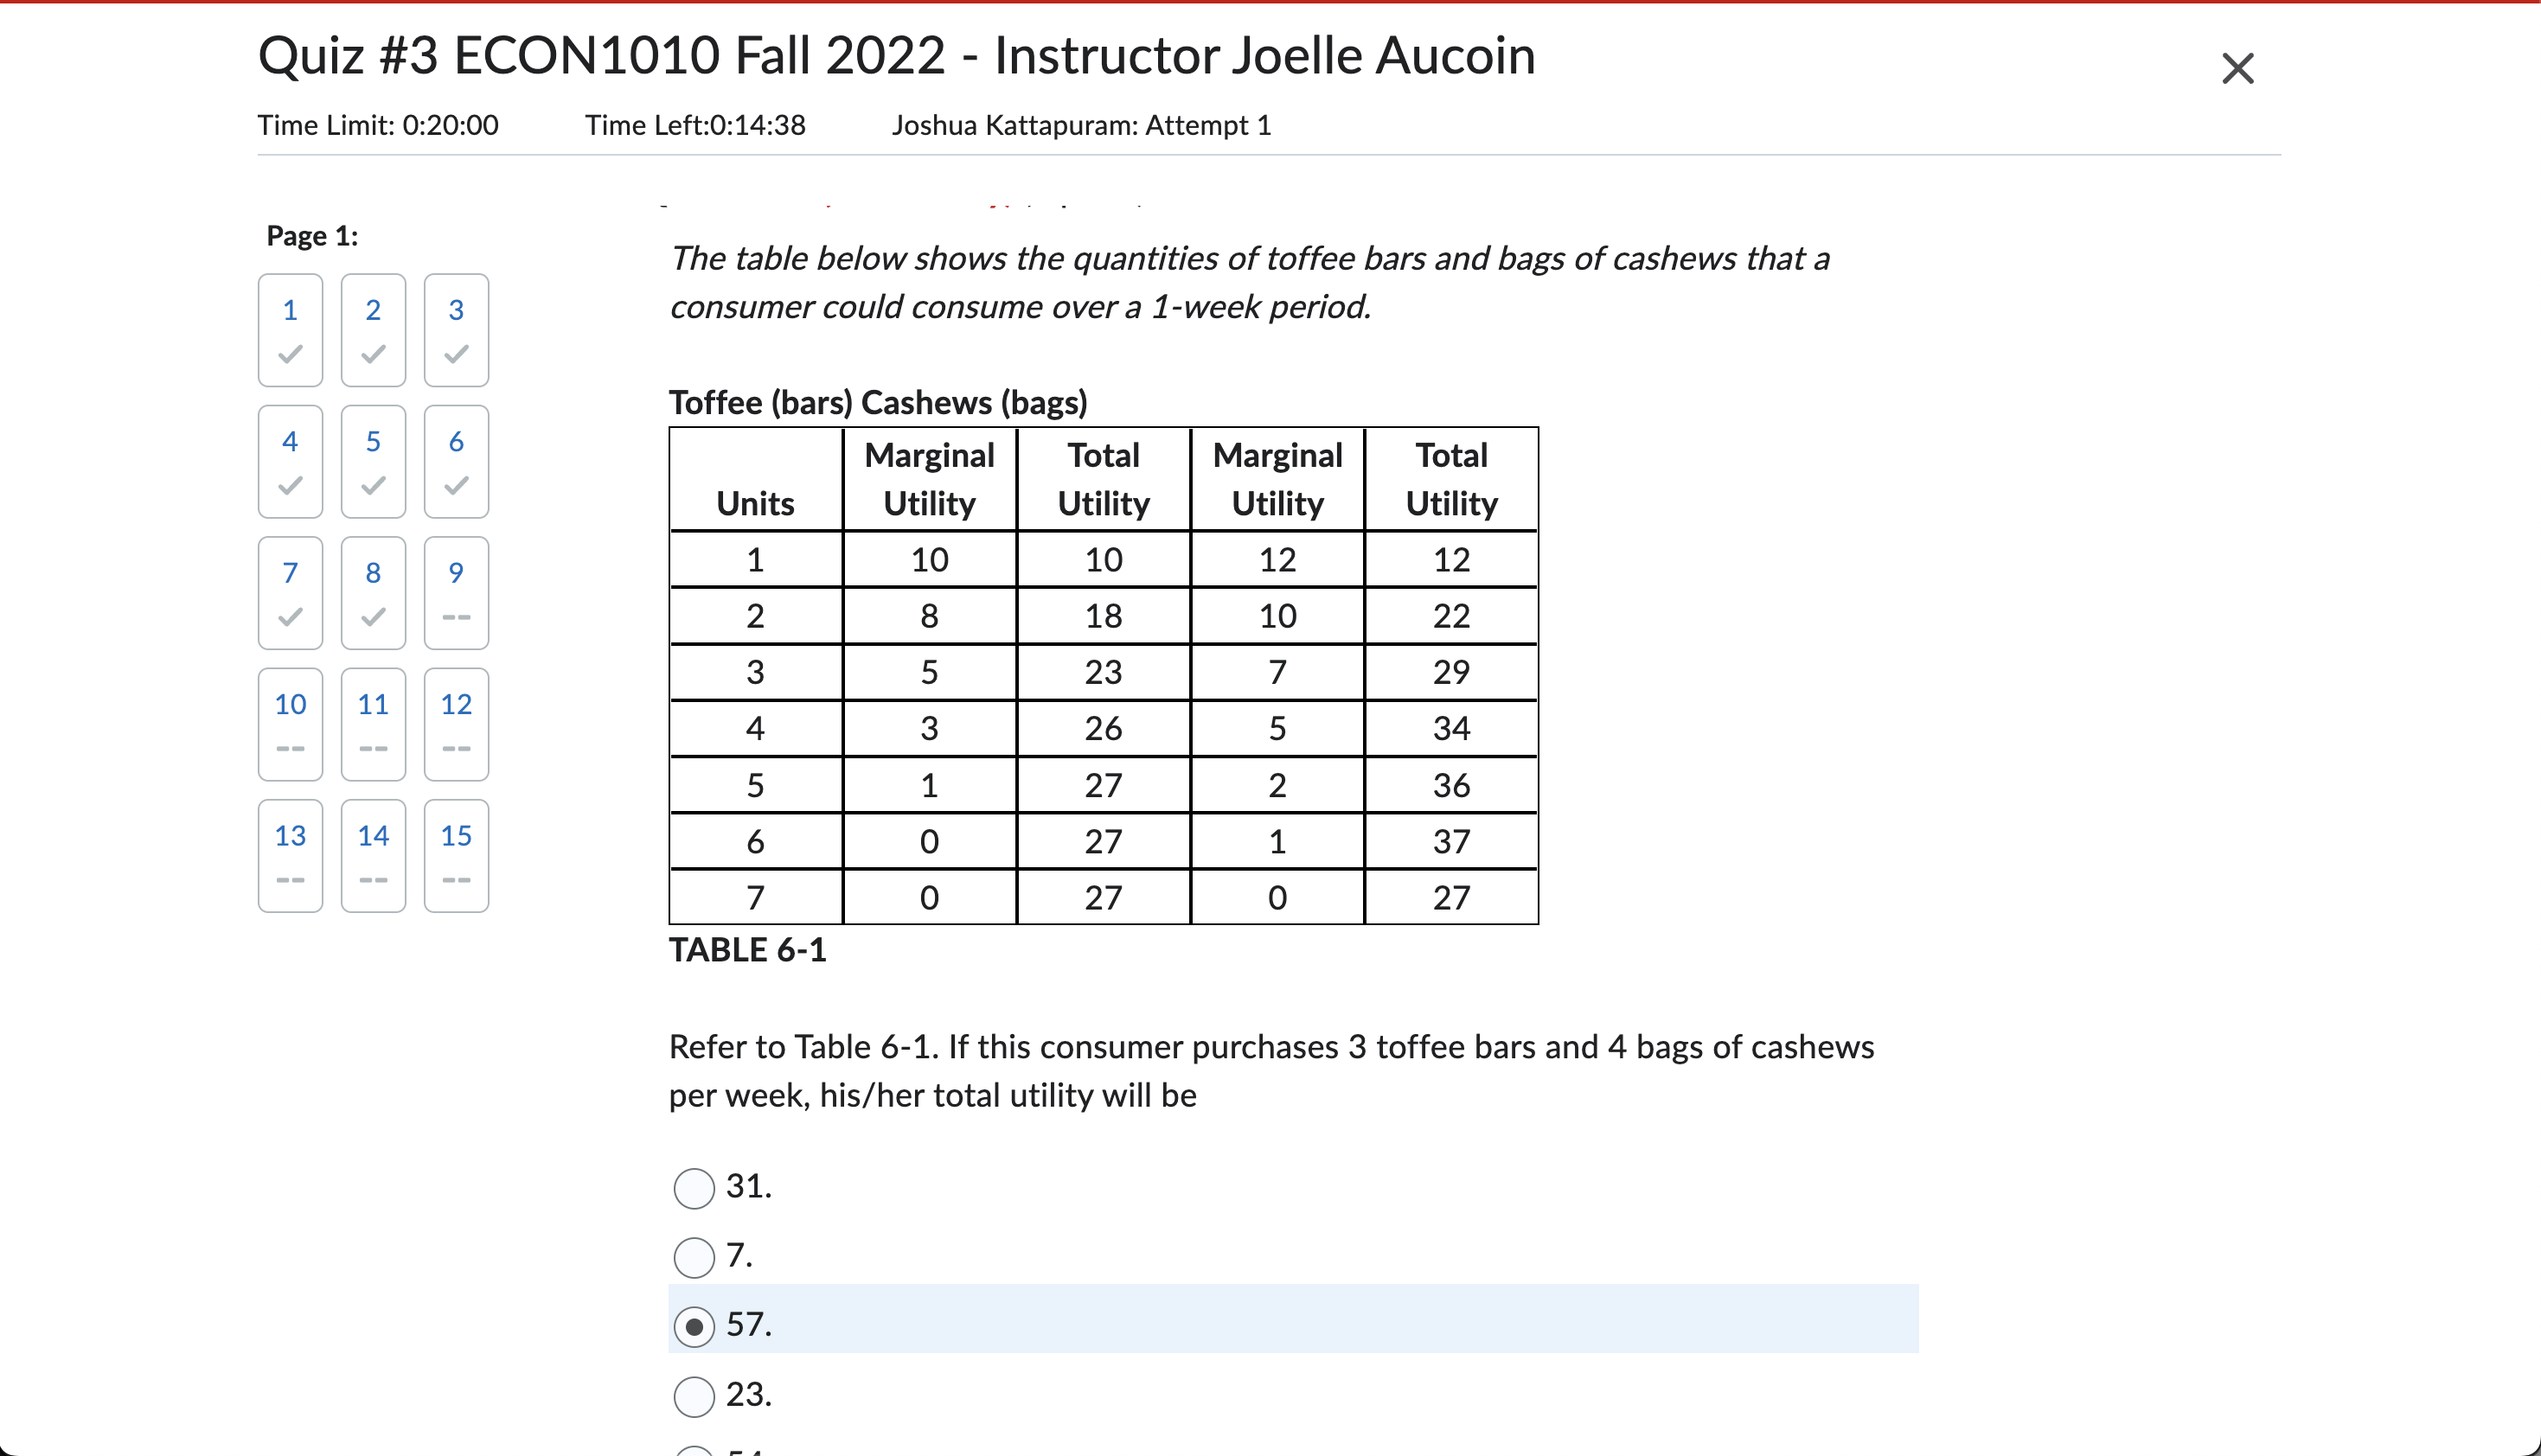 Quiz #3 ECON1010 Fall 2022 - Instructor Joelle Aucoin
Time Limit: 0:20:00 Time Left:0:14:38 Joshua Kattapuram: Attempt 1
Page 1:
1 2 3
4 5 6
7 8 9
--
10 11 12
-- -- --
13 14 15
-- -- --
The table below shows the quantities of toffee bars and bags of cashews that a
consumer could consume over a 1-week period.
Toffee (bars) Cashews (bags)
Units Marginal Utility Total Utility Marginal Utility Total Utility
1 10 10 12 12
2 8 18 10 22
3 5 23 7 29
4 3 26 5 34
5 1 27 2 36
6 0 27 1 37
7 0 27 0 27
TABLE 6-1
Refer to Table 6-1. If this consumer purchases 3 toffee bars and 4 bags of cashews
per week, his/her total utility will be
31.
7.
57.
23.